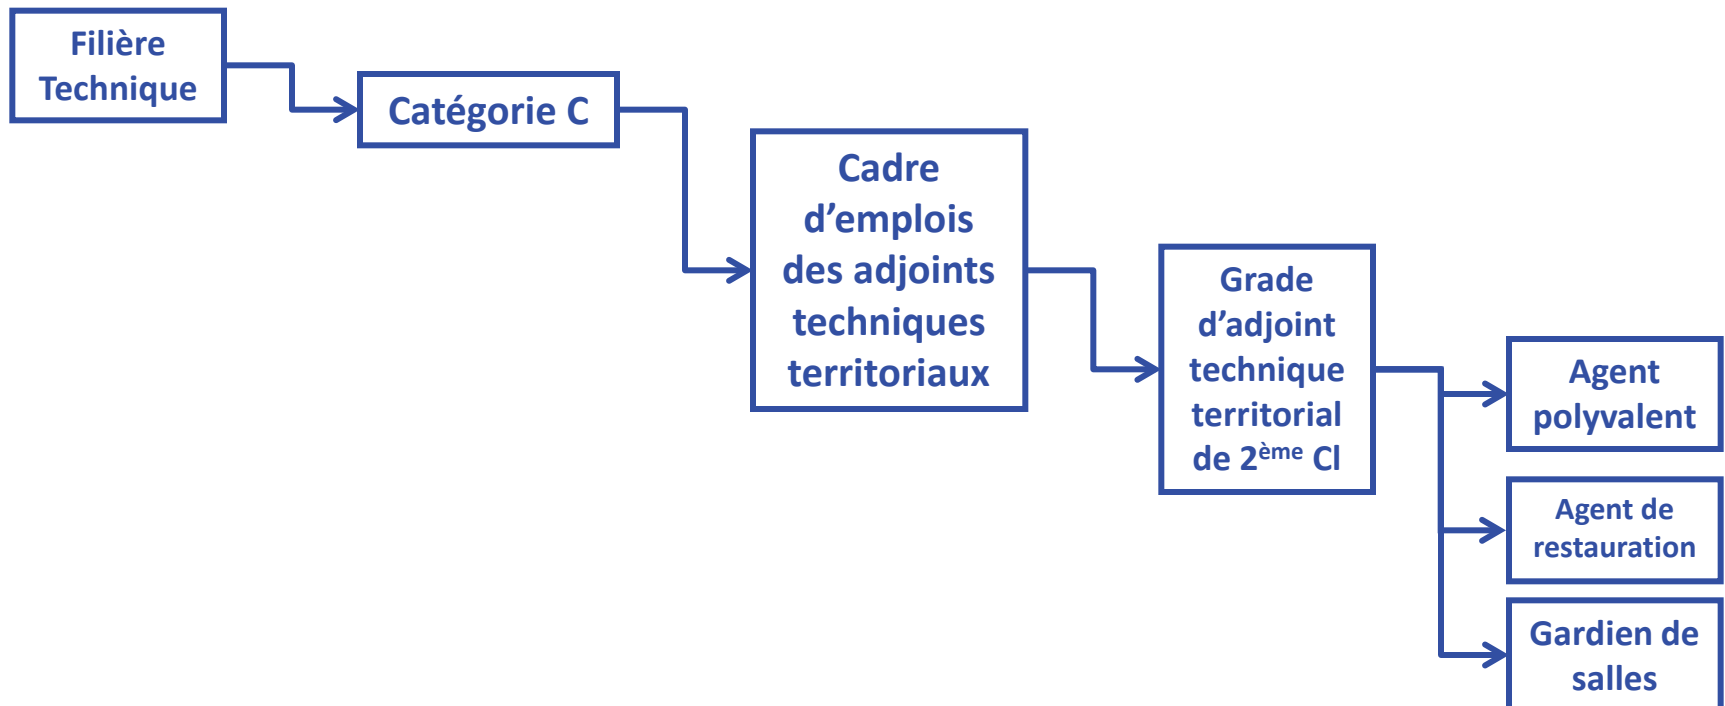 Filière
Technique
Catégorie C
Cadre
d’emplois
des adjoints
techniques
territoriaux
Grade
d’adjoint
technique
territorial
de 2ème Cl
Agent
polyvalent
Agent de
restauration
Gardien de
salles